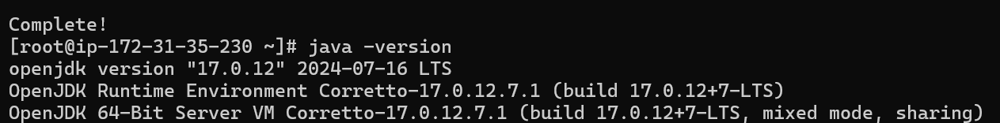 Complete!
[root@ip-172-31-35-230 ~]# java -version
openjdk version "17.0.12" 2024-07-16 LTS
OpenJDK Runtime Environment Corretto-17.0.12.7.1 (build 17.0.12+7-LTS)
OpenJDK 64-Bit Server VM Corretto-17.0.12.7.1 (build 17.0.12+7-LTS, mixed mode, sharing)